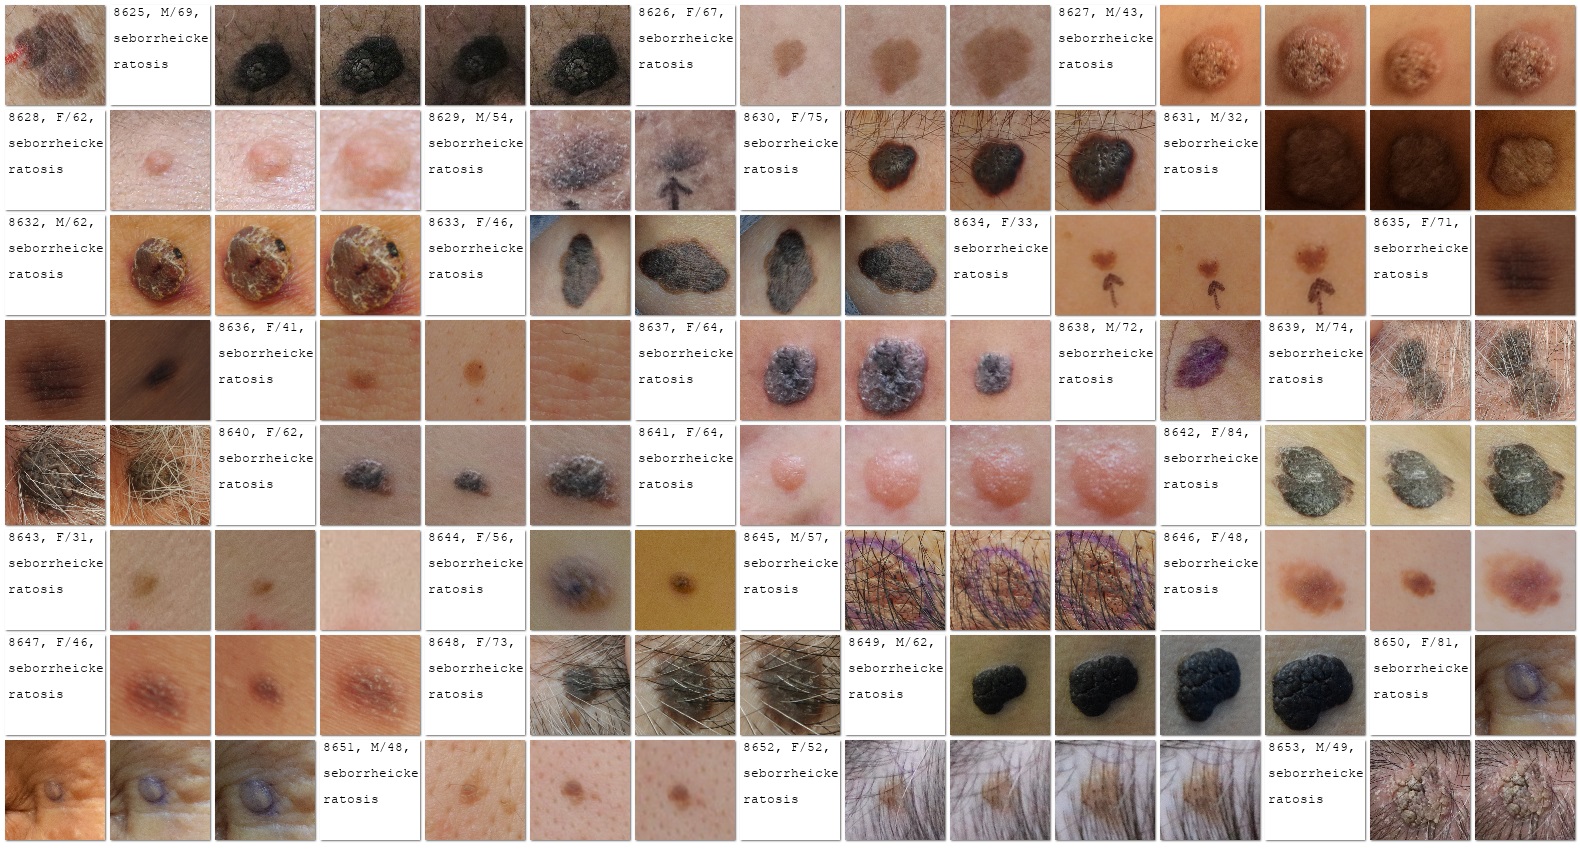 8625, M/69,
seborrheicke
ratosis
8626, F/67,
seborrheicke
ratosis
8627, M/43,
seborrheicke
ratosis
8628, F/62,
seborrheicke
ratosis
8629, M/54,
seborrheicke
ratosis
8630, F/75,
seborrheicke
ratosis
8631, M/32,
seborrheicke
ratosis
8632, M/62,
seborrheicke
ratosis
8633, F/46,
seborrheicke
ratosis
8634, F/33,
seborrheicke
ratosis
8635, F/71,
seborrheicke
ratosis
8636, F/41,
seborrheicke
ratosis
8637, F/64,
seborrheicke
ratosis
8638, M/72,
seborrheicke
ratosis
8639, M/74,
seborrheicke
ratosis
8640, F/62,
seborrheicke
ratosis
8641, F/64,
seborrheicke
ratosis
8642, F/84,
seborrheicke
ratosis
8643, F/31,
seborrheicke
ratosis
8644, F/56,
seborrheicke
ratosis
8645, M/57,
seborrheicke
ratosis
8646, F/48,
seborrheicke
ratosis
8647, F/46,
seborrheicke
ratosis
8648, F/73,
seborrheicke
ratosis
8649, M/62,
seborrheicke
ratosis
8650, F/81,
seborrheicke
ratosis
8651, M/48,
seborrheicke
ratosis
8652, F/52,
seborrheicke
ratosis
8653, M/49,
seborrheicke
ratosis